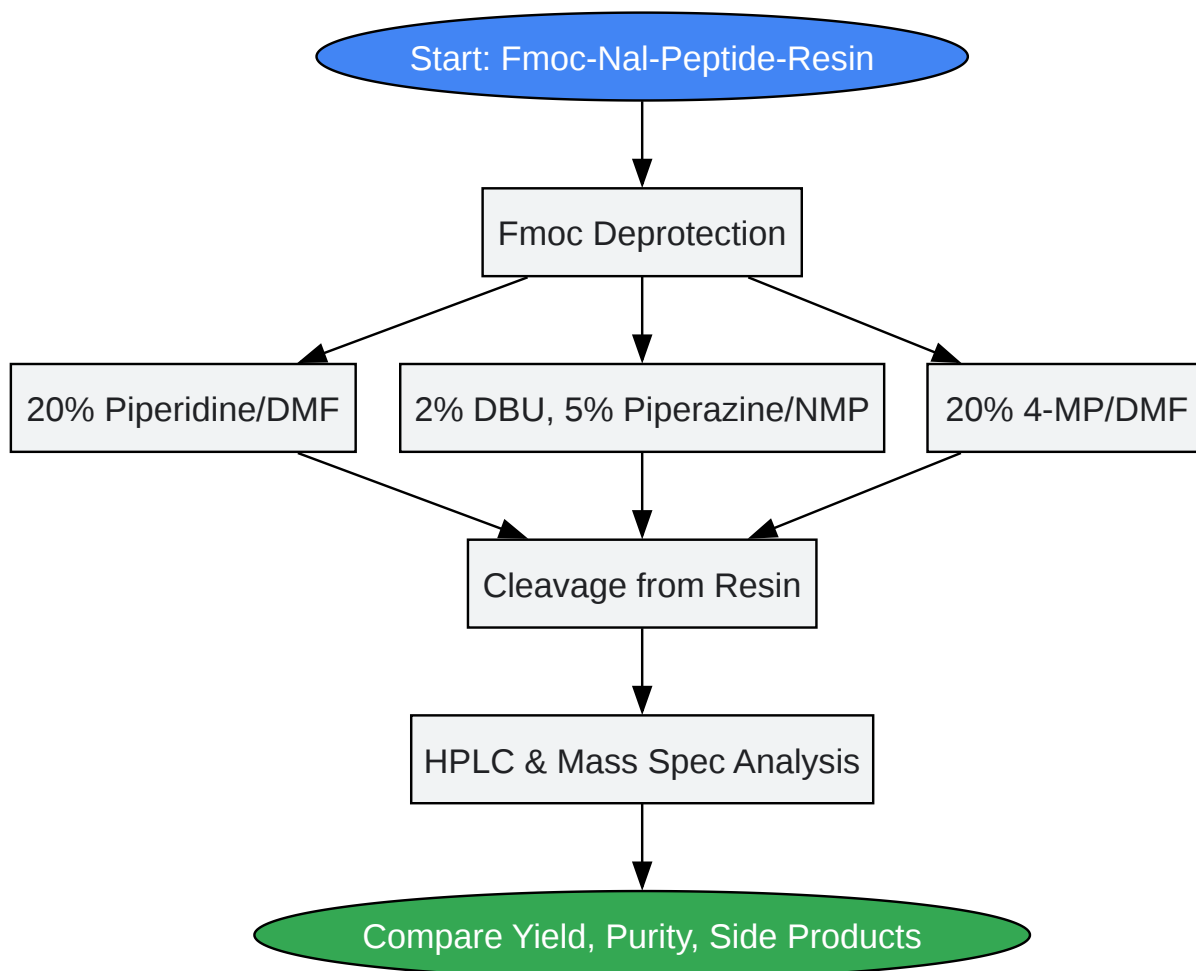 Start: Fmoc-Nal-Peptide-Resin
Fmoc Deprotection
20% Piperidine/DMF
2% DBU, 5% Piperazine/NMP
20% 4-MP/DMF
Cleavage from Resin
HPLC & Mass Spec Analysis
Compare Yield, Purity, Side Products